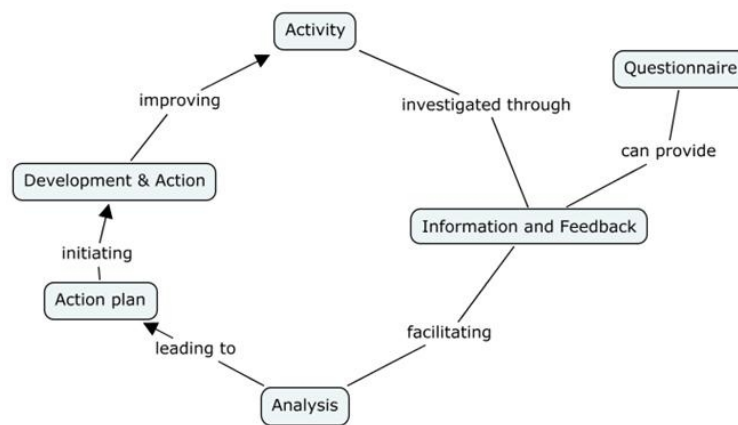 Activity
Questionnaire
improving
investigated through
can provide
Development & Action
Information and Feedback
initiating
Action plan
facilitating
leading to
Analysis